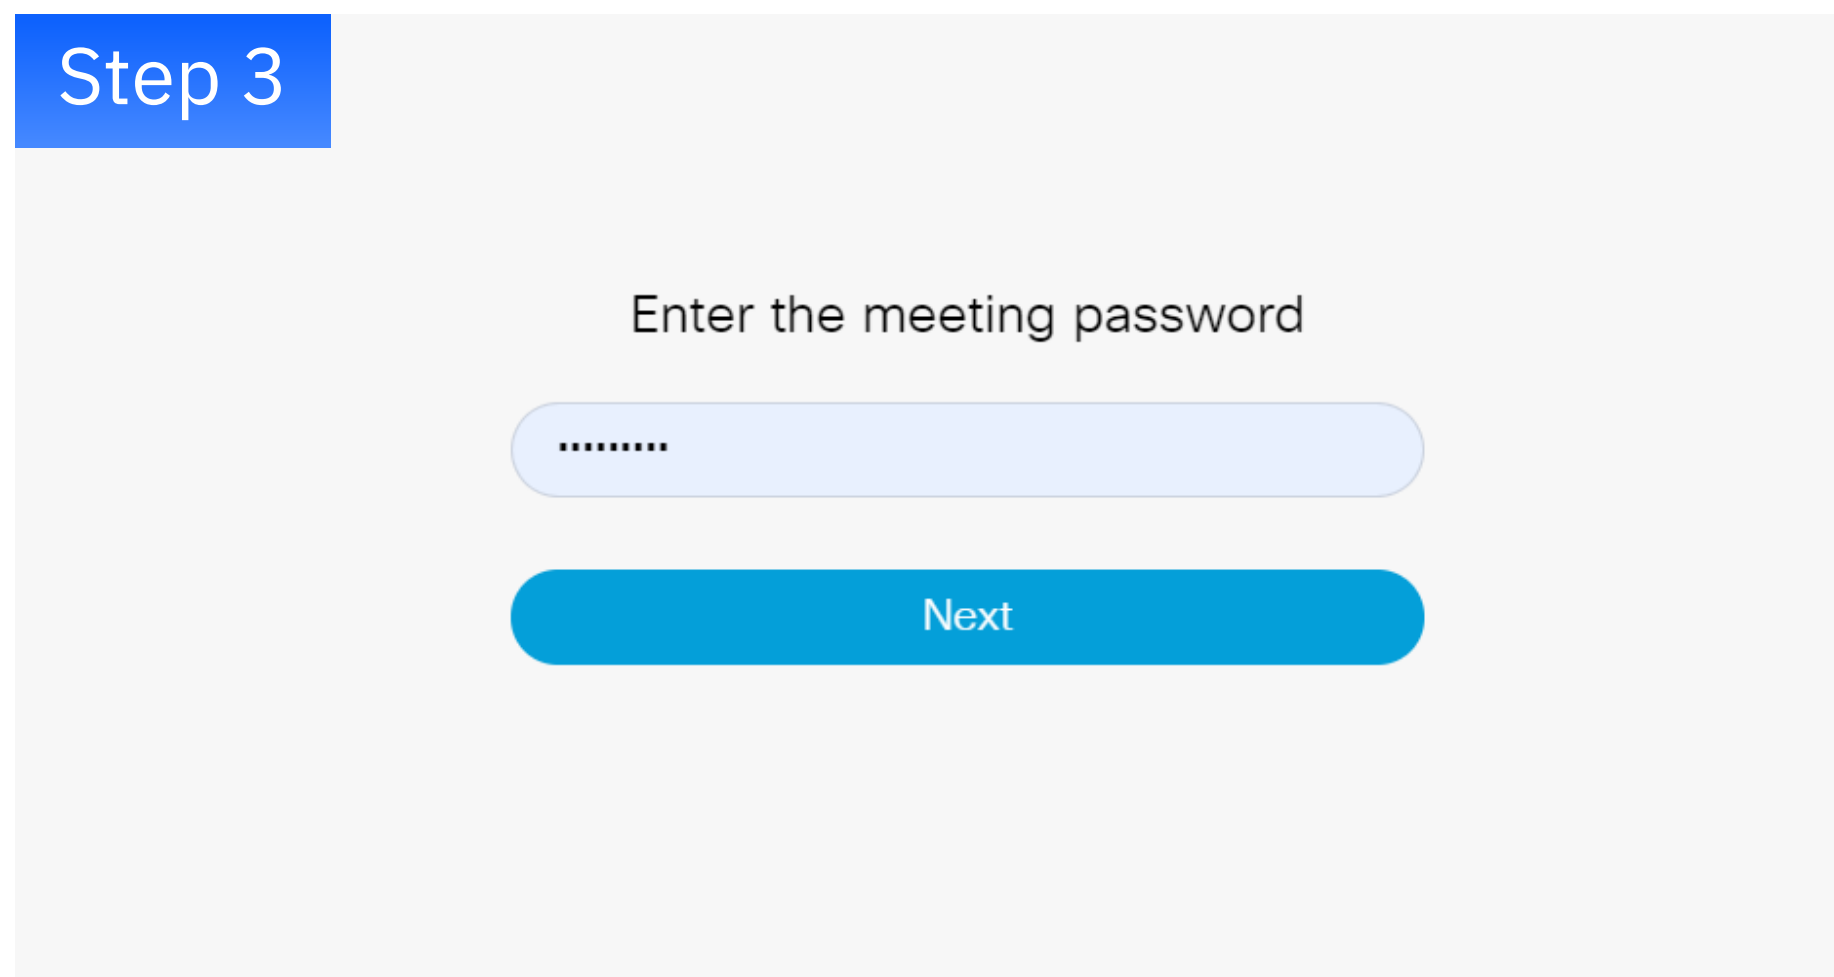 Step 3
Enter the meeting password
•••••••••
Next